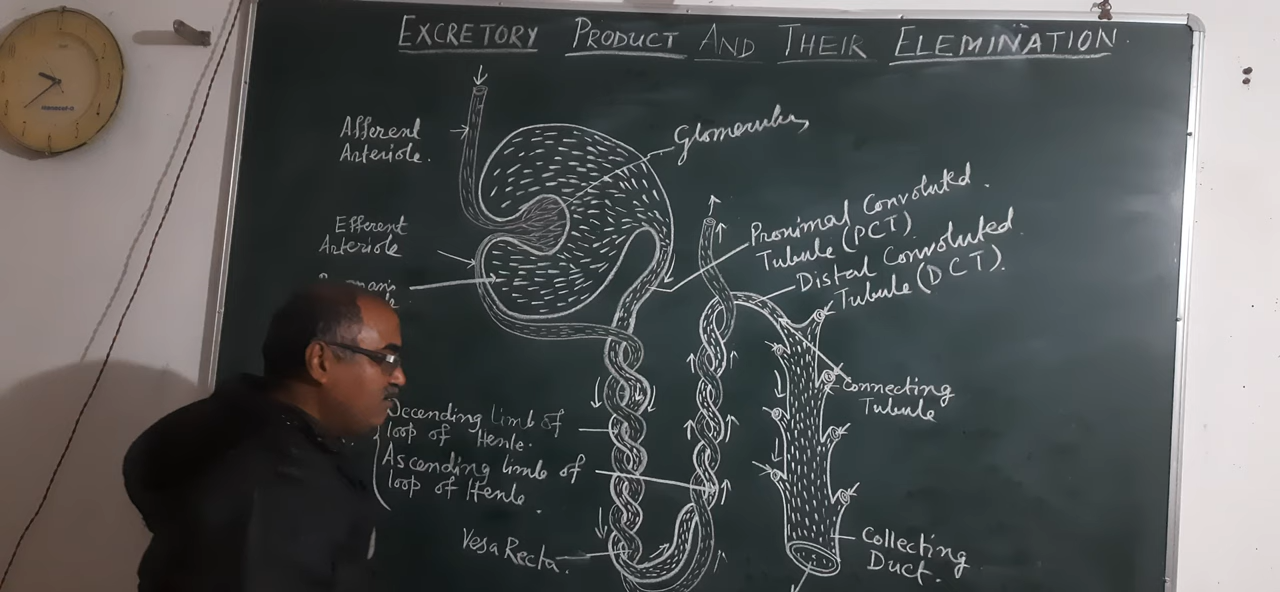 EXCRETORY PRODUCT AND THEIR ELEMINATION.
Afferent
Arteriole.
Glomerulus
Efferent
Arteriole
Proximal Convoluted.
Tubule (PCT)
Distal Convoluted.
Tubule (DCT).
Connecting
Tubule
Decending limb of
loop of Henle.
Ascending limb of
loop of Henle.
Vesa Recta.
Collecting
Duct.